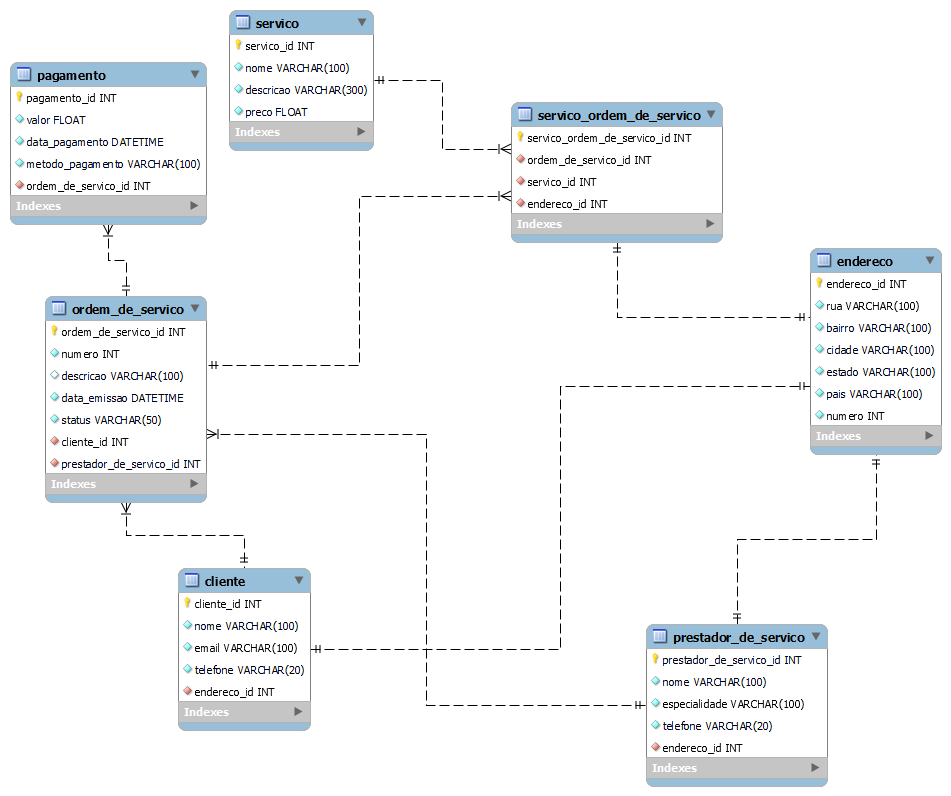 servico
servico_id INT
nome VARCHAR(100)
descricao VARCHAR(300)
preco FLOAT
Indexes
pagamento
pagamento_id INT
valor FLOAT
data_pagamento DATETIME
metodo_pagamento VARCHAR(100)
ordem_de_servico_id INT
Indexes
servico_ordem_de_servico
servico_ordem_de_servico_id INT
ordem_de_servico_id INT
servico_id INT
endereco_id INT
Indexes
endereco
endereco_id INT
rua VARCHAR(100)
bairro VARCHAR(100)
cidade VARCHAR(100)
estado VARCHAR(100)
pais VARCHAR(100)
numero INT
Indexes
ordem_de_servico
ordem_de_servico_id INT
numero INT
descricao VARCHAR(100)
data_emissao DATETIME
status VARCHAR(50)
cliente_id INT
prestador_de_servico_id INT
Indexes
cliente
cliente_id INT
nome VARCHAR(100)
email VARCHAR(100)
telefone VARCHAR(20)
endereco_id INT
Indexes
prestador_de_servico
prestador_de_servico_id INT
nome VARCHAR(100)
especialidade VARCHAR(100)
telefone VARCHAR(20)
endereco_id INT
Indexes